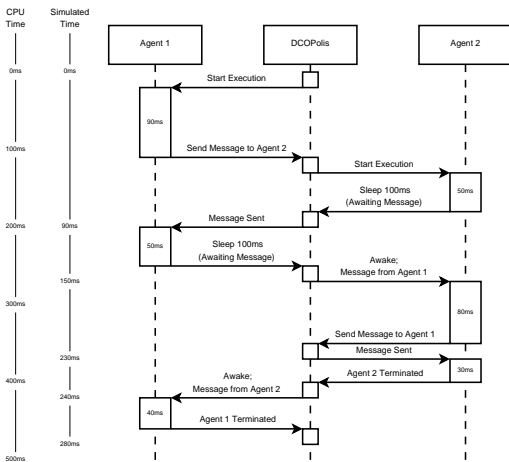 CPU
Time
Simulated
Time
Agent 1
DCOPolis
Agent 2
0ms
0ms
Start Execution
90ms
100ms
Send Message to Agent 2
Start Execution
Sleep 100ms
(Awaiting Message)
50ms
200ms
90ms
Message Sent
50ms
Sleep 100ms
(Awaiting Message)
Awake;
Message from Agent 1
150ms
300ms
80ms
Send Message to Agent 1
Message Sent
230ms
30ms
Agent 2 Terminated
400ms
Awake;
Message from Agent 2
240ms
40ms
Agent 1 Terminated
280ms
500ms